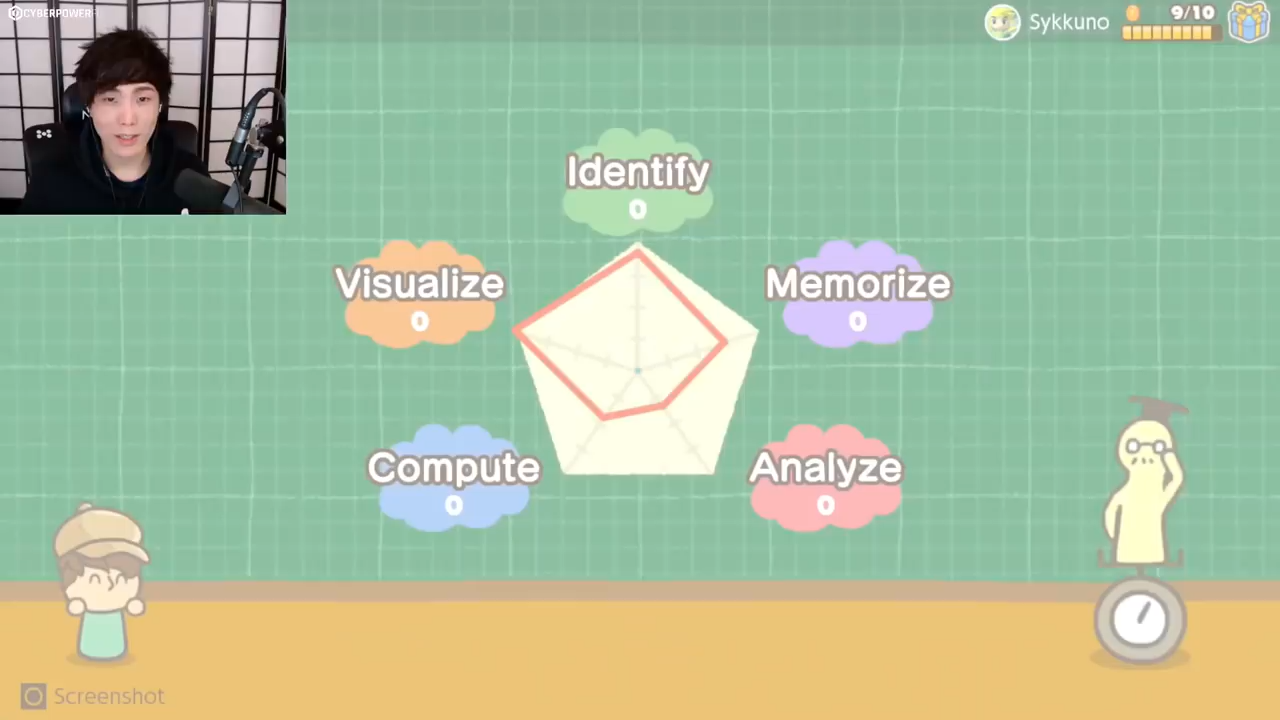 CYBERPOWER
Sykkuno
9/10
Identify
0
Visualize
0
Memorize
0
Compute
0
Analyze
0
Screenshot